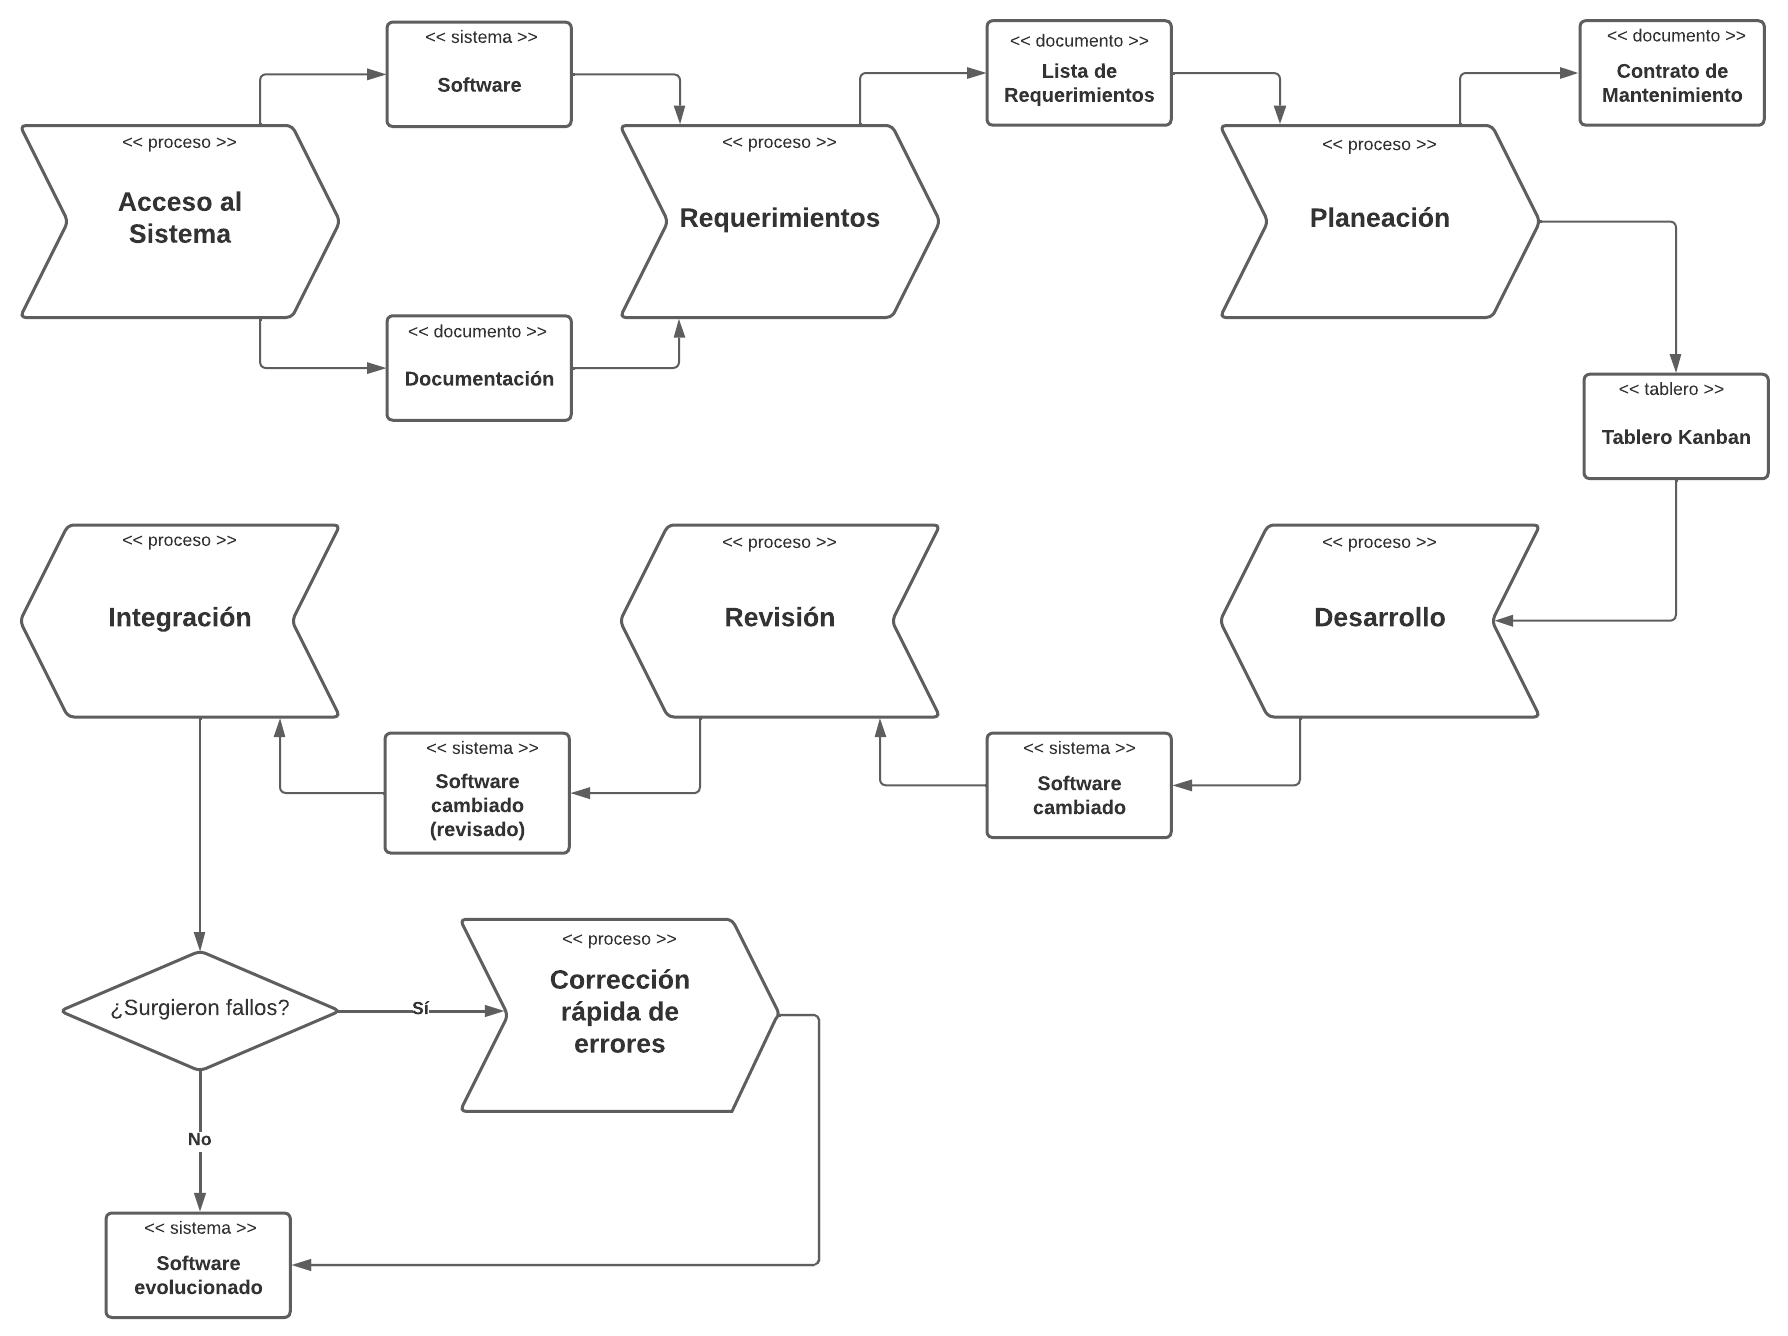 << sistema >>
Software
<< documento >>
Lista de
Requerimientos
<< documento >>
Contrato de
Mantenimiento
<< proceso >>
Acceso al
Sistema
<< proceso >>
Requerimientos
<< proceso >>
Planeación
<< documento >>
Documentación
<< tablero >>
Tablero Kanban
<< proceso >>
Integración
<< proceso >>
Revisión
<< proceso >>
Desarrollo
<< sistema >>
Software
cambiado
(revisado)
<< sistema >>
Software
cambiado
¿Surgieron fallos?
Sí
<< proceso >>
Corrección
rápida de
errores
No
<< sistema >>
Software
evolucionado